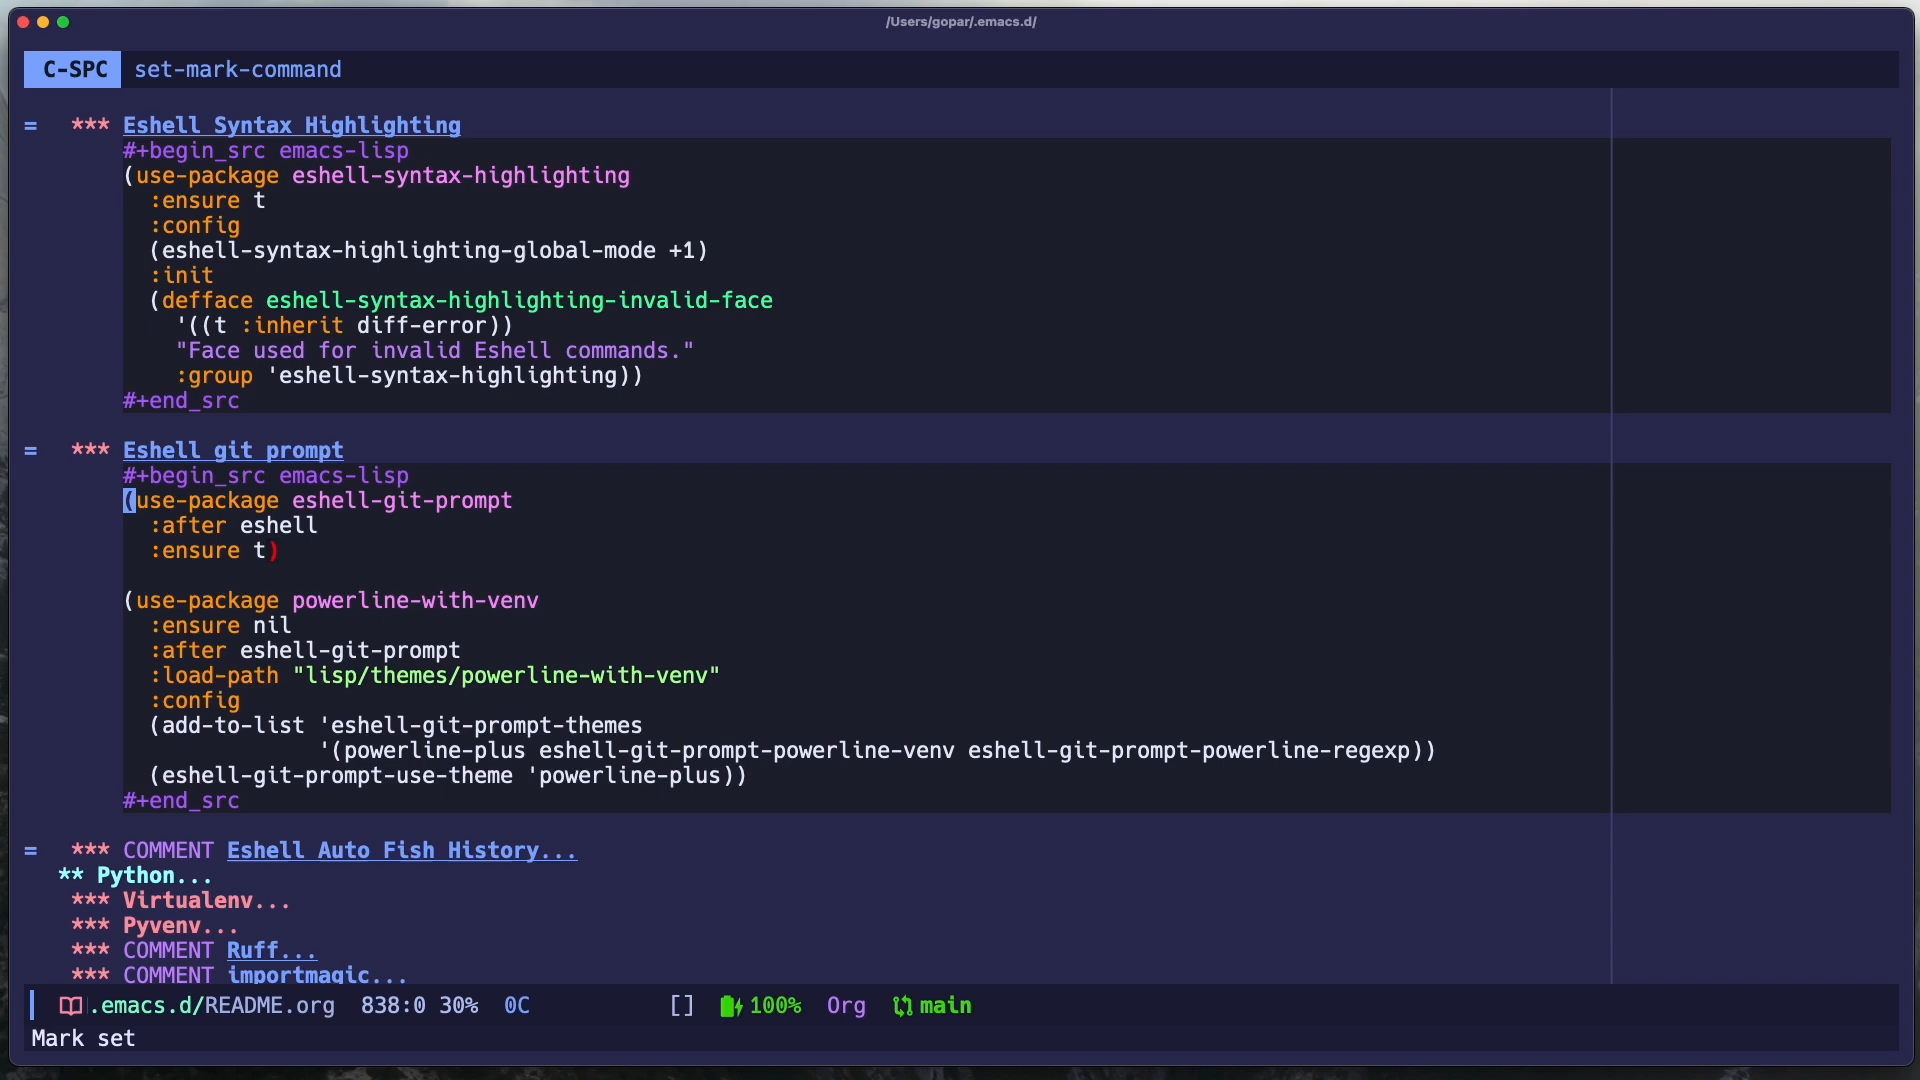 /Users/gopar/.emacs.d/
C-SPC set-mark-command
= *** Eshell Syntax Highlighting
#+begin_src emacs-lisp
(use-package eshell-syntax-highlighting
  :ensure t
  :config
  (eshell-syntax-highlighting-global-mode +1)
  :init
  (defface eshell-syntax-highlighting-invalid-face
    '((t :inherit diff-error))
    "Face used for invalid Eshell commands."
    :group 'eshell-syntax-highlighting))
#+end_src
= *** Eshell git prompt
#+begin_src emacs-lisp
(use-package eshell-git-prompt
  :after eshell
  :ensure t)
(use-package powerline-with-venv
  :ensure nil
  :after eshell-git-prompt
  :load-path "lisp/themes/powerline-with-venv"
  :config
  (add-to-list 'eshell-git-prompt-themes
               '(powerline-plus eshell-git-prompt-powerline-venv eshell-git-prompt-powerline-regexp))
  (eshell-git-prompt-use-theme 'powerline-plus))
#+end_src
= *** COMMENT Eshell Auto Fish History...
** Python...
*** Virtualenv...
*** Pyvenv...
*** COMMENT Ruff...
*** COMMENT importmagic...
.emacs.d/README.org 838:0 30% 0C [] 100% Org main
Mark set